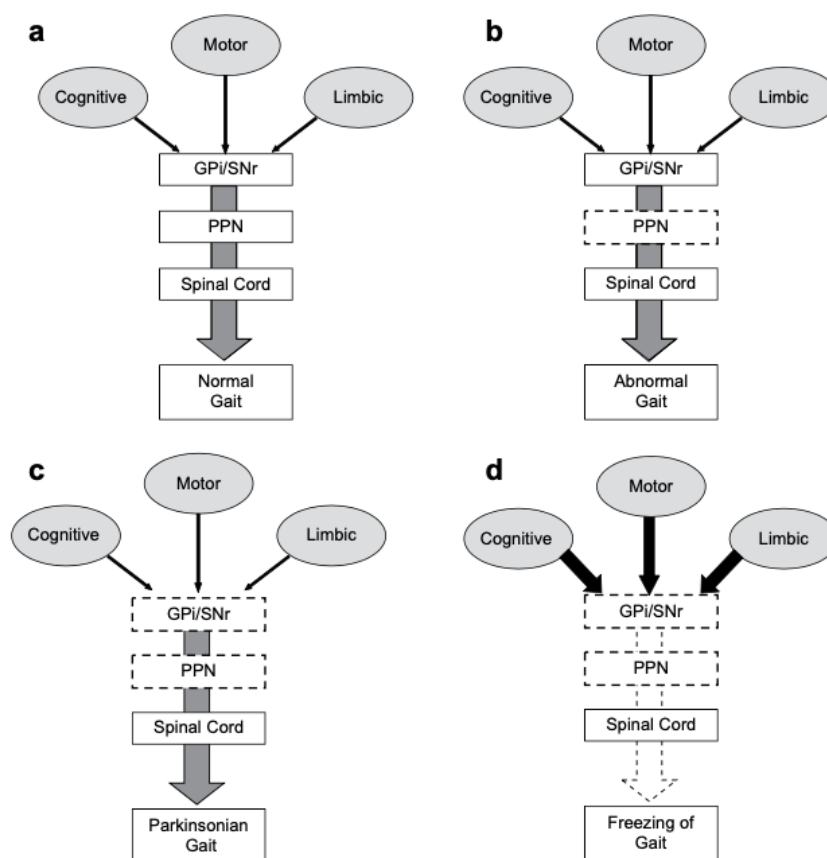 a
Motor
Cognitive
Limbic
GPi/SNr
PPN
Spinal Cord
Normal
Gait
b
Motor
Cognitive
Limbic
GPi/SNr
PPN
Spinal Cord
Abnormal
Gait
c
Motor
Cognitive
Limbic
GPi/SNr
PPN
Spinal Cord
Parkinsonian
Gait
d
Motor
Cognitive
Limbic
GPi/SNr
PPN
Spinal Cord
Freezing of
Gait